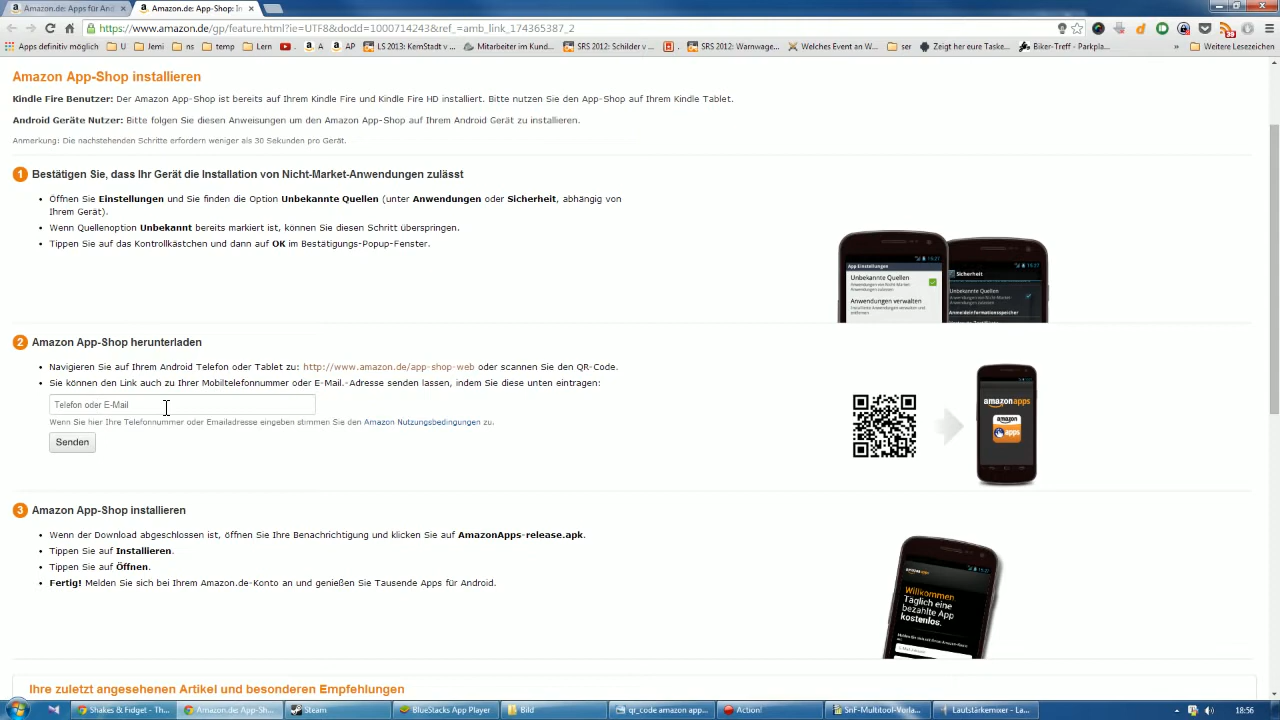 Amazon.de: Apps für And
Amazon.de: App-Shop: In
https://www.amazon.de/gp/feature.html?ie=UTF8&docId=1000714243&ref_=amb_link_174365387_2
Apps definitiv möglich
U
Jemi
ns
temp
Lern
U
A
AP
LS 2013: KernStadt v ...
Mitarbeiter im Kund...
SRS 2012: Schilder v ...
SRS 2012: Warnwage...
Welches Event an W...
ser
Zeigt her eure Taske...
Biker-Treff - Parkpla...
»
Weitere Lesezeichen
Amazon App-Shop installieren
Kindle Fire Benutzer: Der Amazon App-Shop ist bereits auf Ihrem Kindle Fire und Kindle Fire HD installiert. Bitte nutzen Sie den App-Shop auf Ihrem Kindle Tablet.
Android Geräte Nutzer: Bitte folgen Sie diesen Anweisungen um den Amazon App-Shop auf Ihrem Android Gerät zu installieren.
Anmerkung: Die nachstehenden Schritte erfordern weniger als 30 Sekunden pro Gerät.
1 Bestätigen Sie, dass Ihr Gerät die Installation von Nicht-Market-Anwendungen zulässt
• Öffnen Sie Einstellungen und Sie finden die Option Unbekannte Quellen (unter Anwendungen oder Sicherheit, abhängig von
Ihrem Gerät).
• Wenn Quellenoption Unbekannt bereits markiert ist, können Sie diesen Schritt überspringen.
• Tippen Sie auf das Kontrollkästchen und dann auf OK im Bestätigungs-Popup-Fenster.
15:27
App Einstellungen
Unbekannte Quellen
Anwendungen verwalten
15:27
Sicherheit
Unbekannte Quellen
Anmeldeinformationsspeicher
2 Amazon App-Shop herunterladen
• Navigieren Sie auf Ihrem Android Telefon oder Tablet zu: http://www.amazon.de/app-shop-web oder scannen Sie den QR-Code.
• Sie können den Link auch zu Ihrer Mobiltelefonnummer oder E-Mail.-Adresse senden lassen, indem Sie diese unten eintragen:
Telefon oder E-Mail
Wenn Sie hier Ihre Telefonnummer oder Emailadresse eingeben stimmen Sie den Amazon Nutzungsbedingungen zu.
Senden
amazonapps
amazon
apps
3 Amazon App-Shop installieren
• Wenn der Download abgeschlossen ist, öffnen Sie Ihre Benachrichtigung und klicken Sie auf AmazonApps-release.apk.
• Tippen Sie auf Installieren.
• Tippen Sie auf Öffnen.
• Fertig! Melden Sie sich bei Ihrem Amazon.de-Konto an und genießen Sie Tausende Apps für Android.
Willkommen
Täglich eine
bezahlte App
kostenlos.
Ihre zuletzt angesehenen Artikel und besonderen Empfehlungen
Shakes & Fidget - Th...
Amazon.de: App-Sh...
Steam
BlueStacks App Player
Bild
qr_code amazon app...
Action!
SnF-Multitool-Vorla...
Lautstärkemixer - La...
18:56